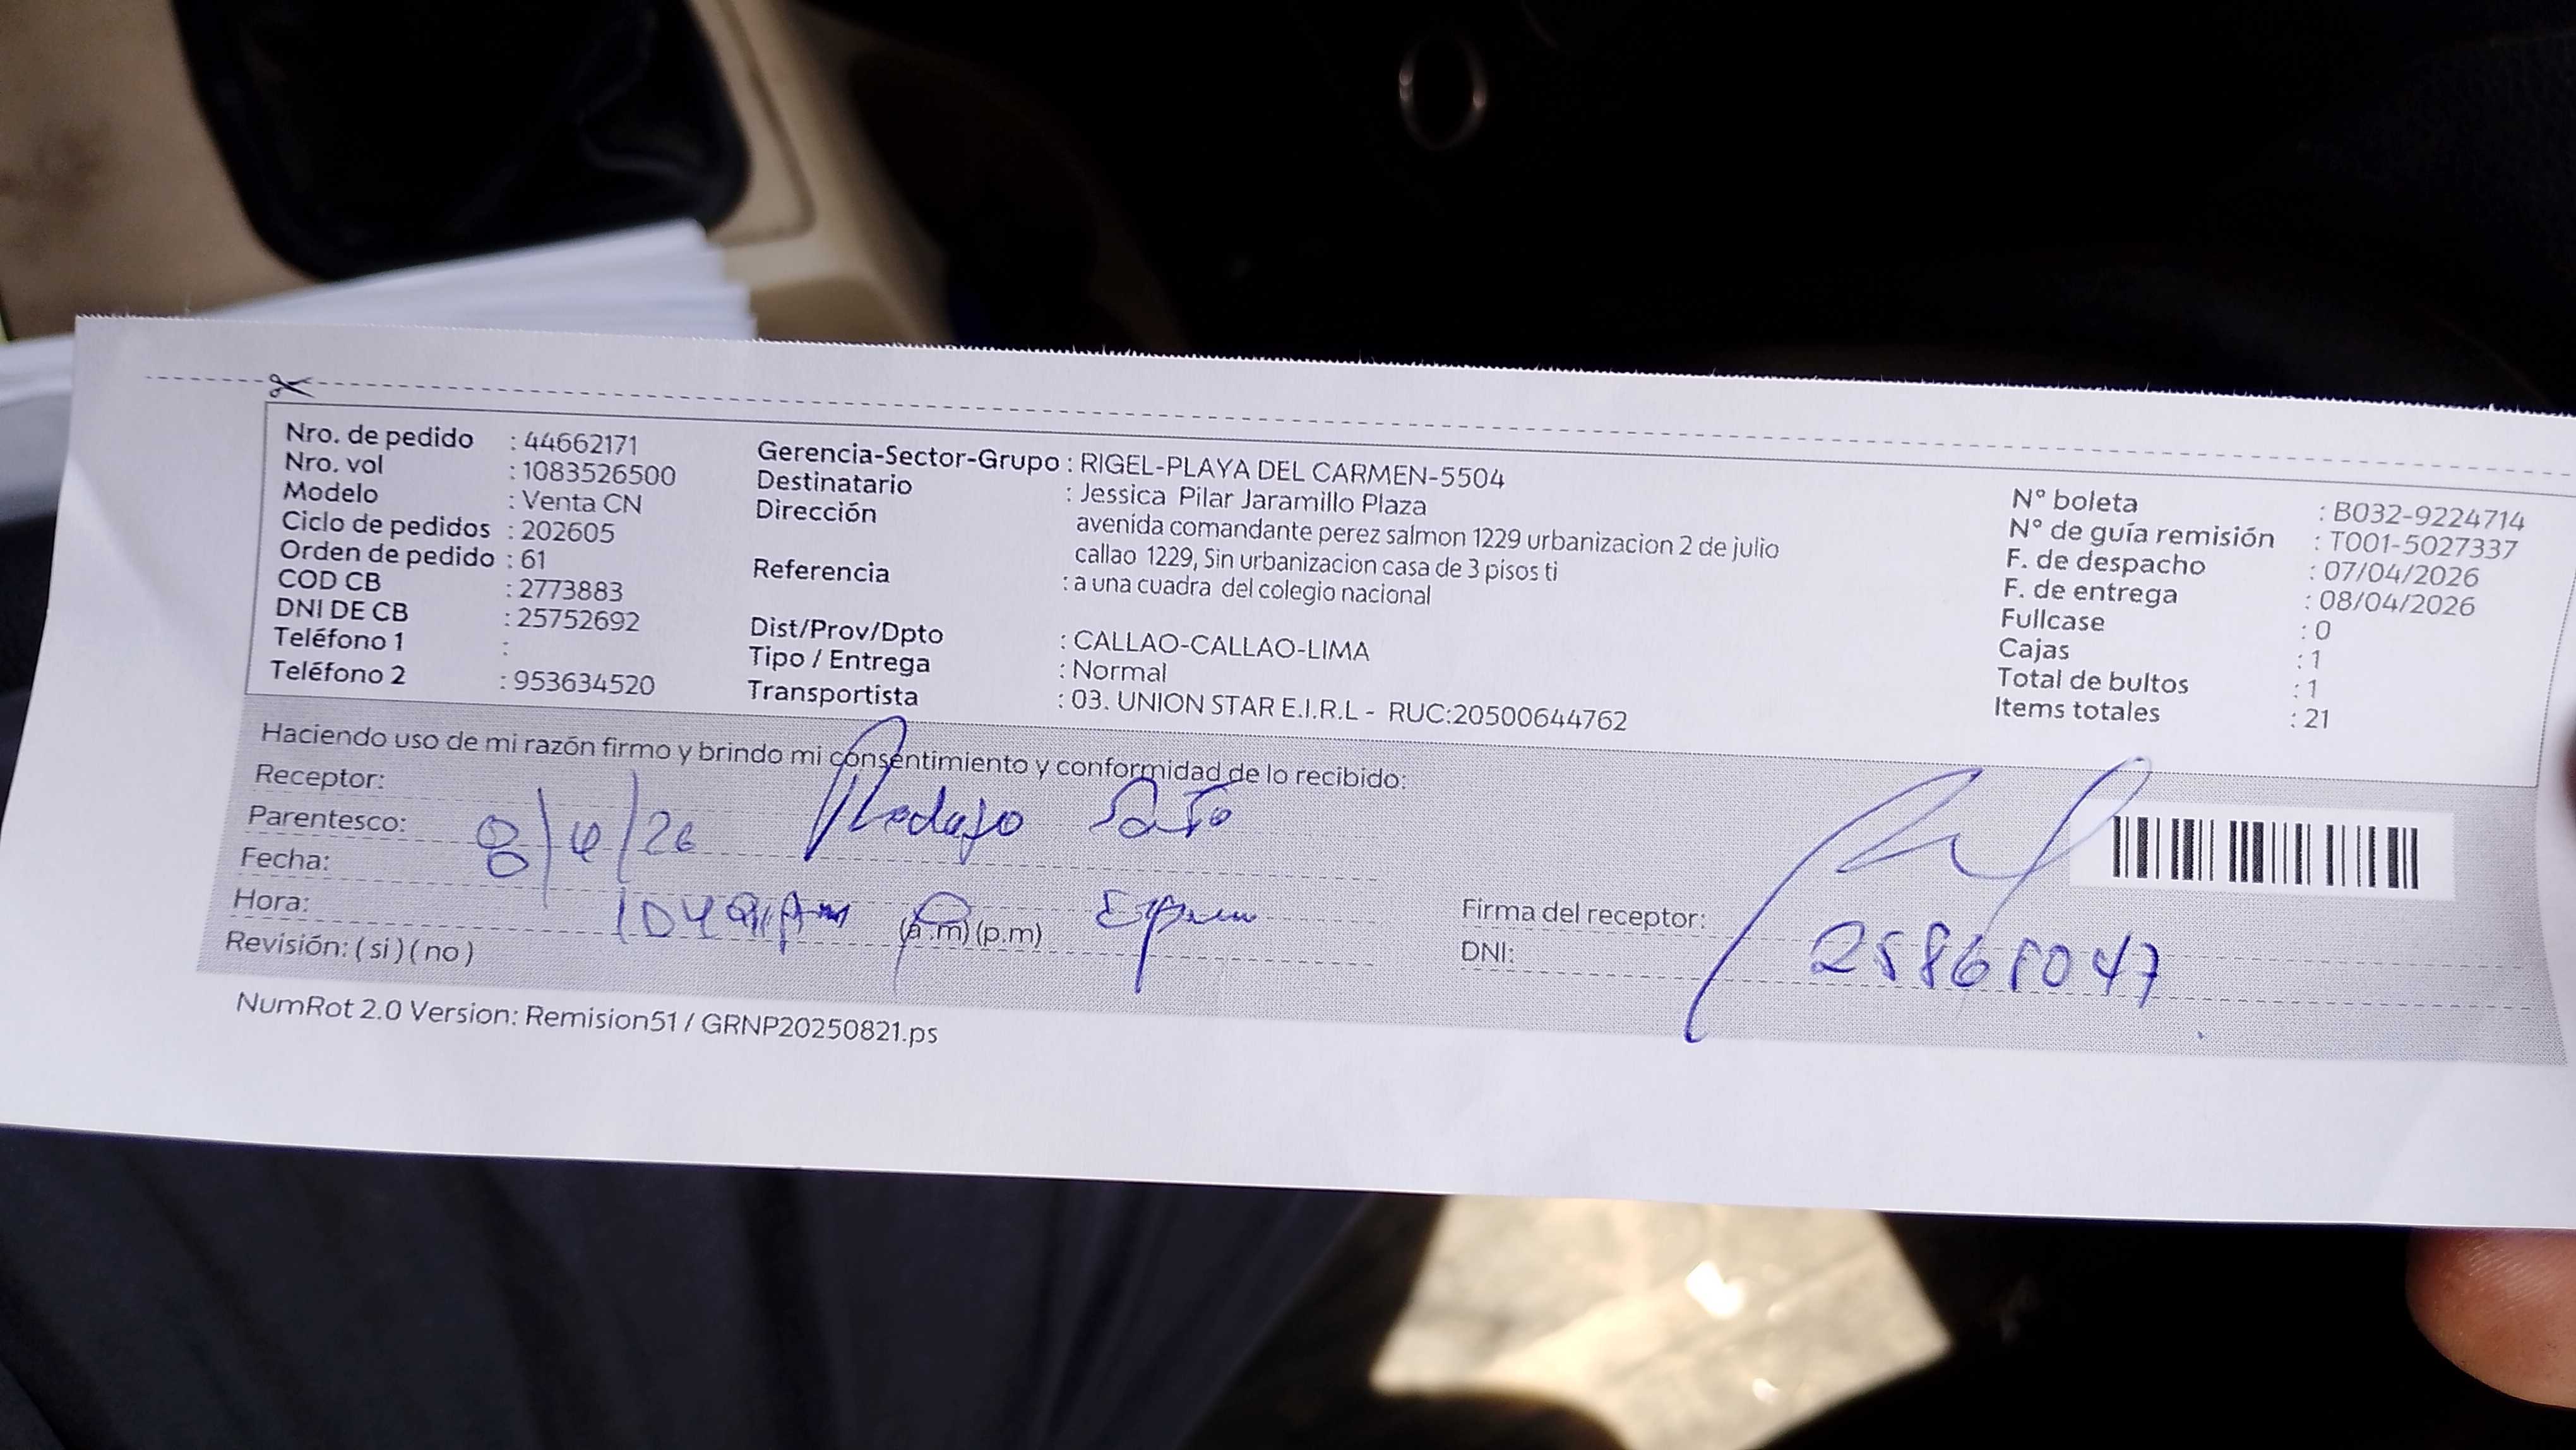 Nro. de pedido : 44662171
Nro. vol : 1083526500
Modelo : Venta CN
Ciclo de pedidos : 202605
Orden de pedido : 61
COD CB : 2773883
DNI DE CB : 25752692
Teléfono 1 :
Teléfono 2 : 953634520
Gerencia-Sector-Grupo : RIGEL-PLAYA DEL CARMEN-5504
Destinatario : Jessica Pilar Jaramillo Plaza
Dirección avenida comandante perez salmon 1229 urbanizacion 2 de julio
callao 1229, Sin urbanizacion casa de 3 pisos ti
Referencia : a una cuadra del colegio nacional
Dist/Prov/Dpto : CALLAO-CALLAO-LIMA
Tipo / Entrega : Normal
Transportista : 03. UNION STAR E.I.R.L - RUC:20500644762
N° boleta : B032-9224714
N° de guía remisión : T001-5027337
F. de despacho : 07/04/2026
F. de entrega : 08/04/2026
Fullcase : 0
Cajas : 1
Total de bultos : 1
Items totales : 21
Haciendo uso de mi razón firmo y brindo mi consentimiento y conformidad de lo recibido:
Receptor:
Parentesco:
Fecha: 8/4/26
Hora: (a.m) (p.m)
Revisión: ( si ) ( no )
Firma del receptor:
DNI:
NumRot 2.0 Version: Remision51 / GRNP20250821.ps